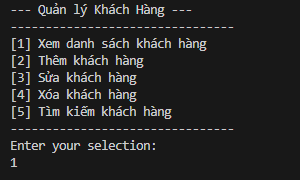 --- Quản lý Khách Hàng ---
--------------------------------
[1] Xem danh sách khách hàng
[2] Thêm khách hàng
[3] Sửa khách hàng
[4] Xóa khách hàng
[5] Tìm kiếm khách hàng
--------------------------------
Enter your selection:
1